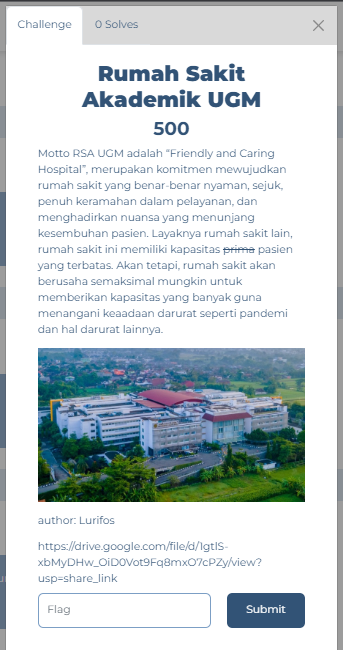 Challenge
0 Solves
Rumah Sakit
Akademik UGM
500
Motto RSA UGM adalah “Friendly and Caring
Hospital”, merupakan komitmen mewujudkan
rumah sakit yang benar-benar nyaman, sejuk,
penuh keramahan dalam pelayanan, dan
menghadirkan nuansa yang menunjang
kesembuhan pasien. Layaknya rumah sakit lain,
rumah sakit ini memiliki kapasitas prima pasien
yang terbatas. Akan tetapi, rumah sakit akan
berusaha semaksimal mungkin untuk
memberikan kapasitas yang banyak guna
menangani keaadaan darurat seperti pandemi
dan hal darurat lainnya.
author: Lurifos
https://drive.google.com/file/d/1gtIS-
xbMyDHw_OiD0Vot9Fq8mxO7cPZy/view?
usp=share_link
Flag
Submit